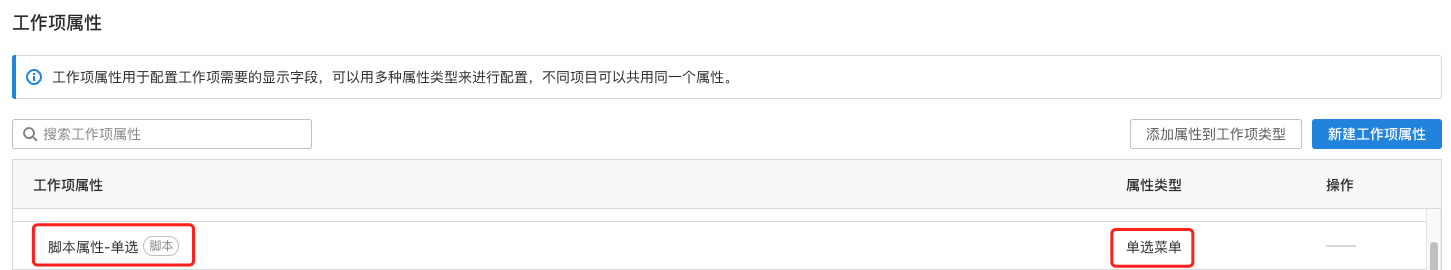 工作项属性
工作项属性用于配置工作项需要的显示字段，可以用多种属性类型来进行配置，不同项目可以共用同一个属性。
搜索工作项属性 添加属性到工作项类型 新建工作项属性
工作项属性 属性类型 操作
脚本属性-单选 脚本 单选菜单